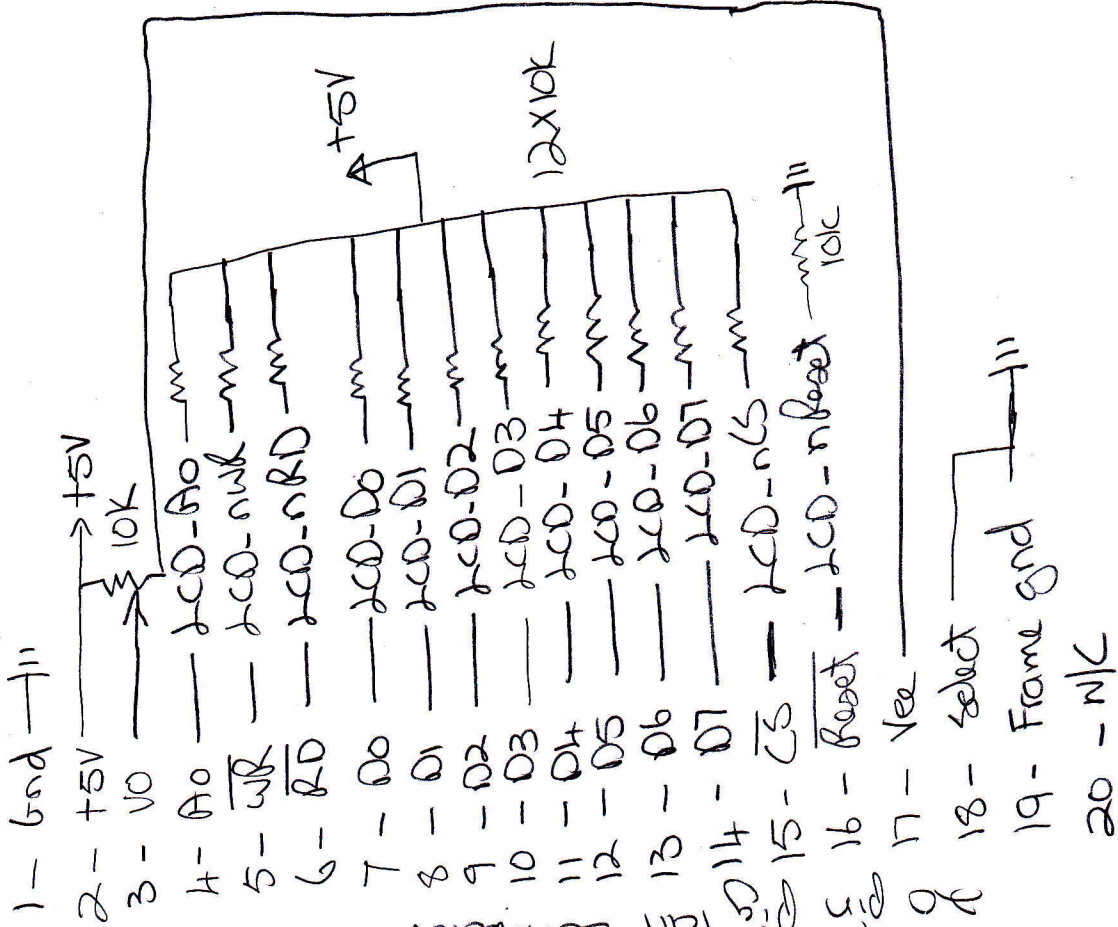 1 - Gnd
2 - +5V +5V
10K
3 - V0
4 - A0 LCD-A0
5 - WR LCD-nWR
6 - RD LCD-nRD
7 - D0 LCD-D0
8 - D1 LCD-D1
9 - D2 LCD-D2
10 - D3 LCD-D3
11 - D4 LCD-D4
12 - D5 LCD-D5
13 - D6 LCD-D6
14 - D7 LCD-D7
15 - CS LCD-nCS
16 - Reset LCD-nReset 10K
17 - Vee
18 - Select
19 - Frame gnd
20 - N/C
+5V
12X10K